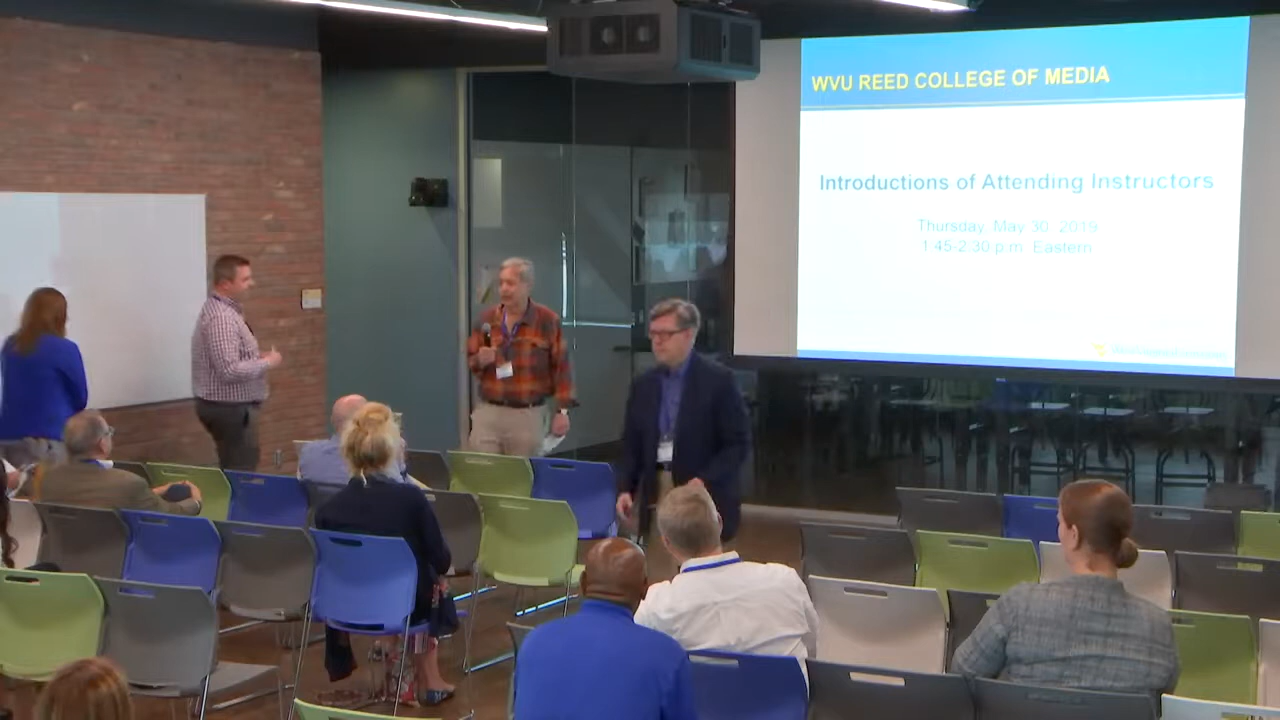 WVU REED COLLEGE OF MEDIA
Introductions of Attending Instructors
Thursday, May 30, 2019
1:45-2:30 p.m. Eastern